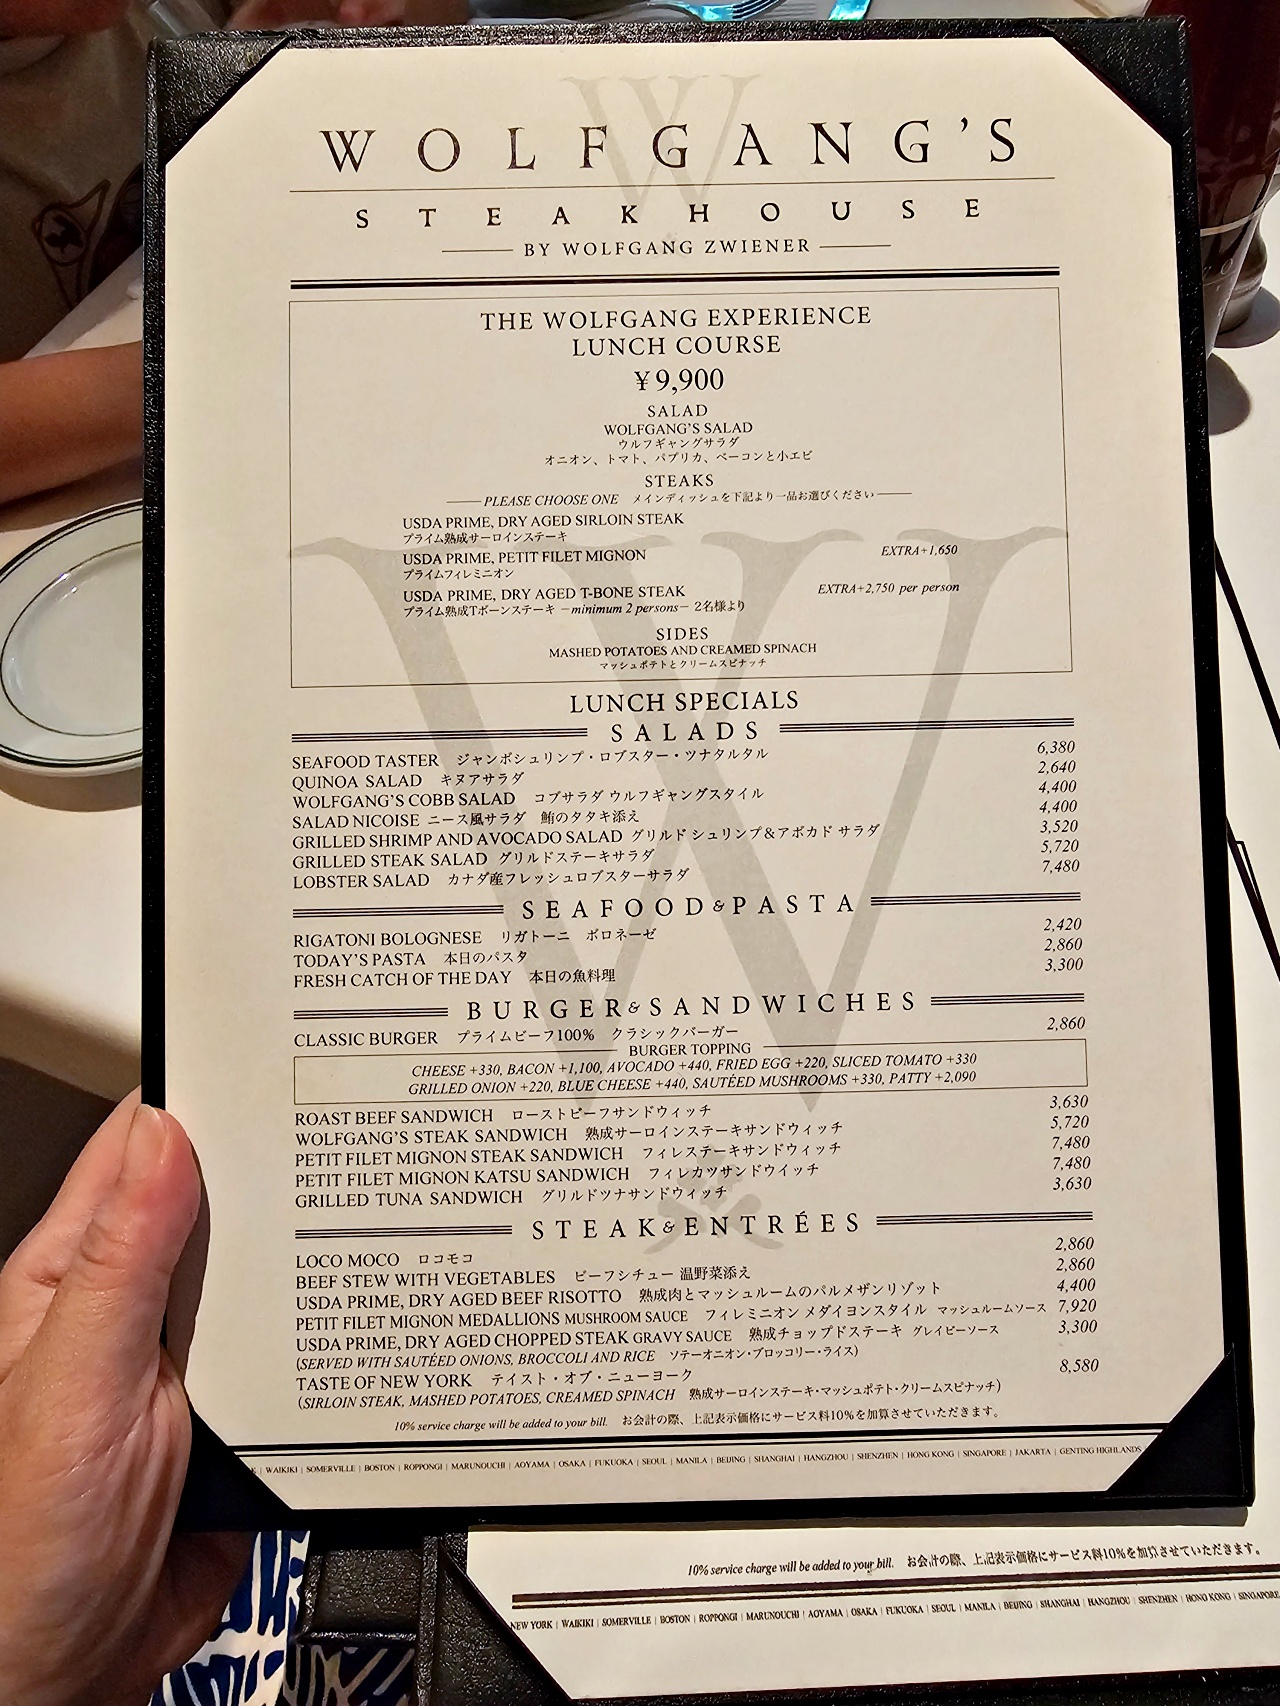 WOLFGANG'S
STEAKHOUSE
BY WOLFGANG ZWIENER
THE WOLFGANG EXPERIENCE
LUNCH COURSE
¥9,900
SALAD
WOLFGANG'S SALAD
ウルフギャングサラダ
オニオン、トマト、パプリカ、ベーコンと小エビ
STEAKS
PLEASE CHOOSE ONE メインディッシュを下記より一品お選びください
USDA PRIME, DRY AGED SIRLOIN STEAK
プライム熟成サーロインステーキ
USDA PRIME, PETIT FILET MIGNON EXTRA+1,650
プライムフィレミニオン
USDA PRIME, DRY AGED T-BONE STEAK EXTRA+2,750 per person
プライム熟成Tボーンステーキ －minimum 2 persons－ 2名様より
SIDES
MASHED POTATOES AND CREAMED SPINACH
マッシュポテトとクリームスピナッチ
LUNCH SPECIALS
SALADS
SEAFOOD TASTER ジャンボシュリンプ・ロブスター・ツナタルタル 6,380
QUINOA SALAD キヌアサラダ 2,640
WOLFGANG'S COBB SALAD コブサラダ ウルフギャングスタイル 4,400
SALAD NICOISE ニース風サラダ 鮪のタタキ添え 4,400
GRILLED SHRIMP AND AVOCADO SALAD グリルド シュリンプ&アボカド サラダ 3,520
GRILLED STEAK SALAD グリルドステーキサラダ 5,720
LOBSTER SALAD カナダ産フレッシュロブスターサラダ 7,480
SEAFOOD&PASTA
RIGATONI BOLOGNESE リガトーニ ボロネーゼ 2,420
TODAY'S PASTA 本日のパスタ 2,860
FRESH CATCH OF THE DAY 本日の魚料理 3,300
BURGER&SANDWICHES
CLASSIC BURGER プライムビーフ100% クラシックバーガー 2,860
BURGER TOPPING
CHEESE +330, BACON +1,100, AVOCADO +440, FRIED EGG +220, SLICED TOMATO +330
GRILLED ONION +220, BLUE CHEESE +440, SAUTÉED MUSHROOMS +330, PATTY +2,090
ROAST BEEF SANDWICH ローストビーフサンドウィッチ 3,630
WOLFGANG'S STEAK SANDWICH 熟成サーロインステーキサンドウィッチ 5,720
PETIT FILET MIGNON STEAK SANDWICH フィレステーキサンドウィッチ 7,480
PETIT FILET MIGNON KATSU SANDWICH フィレカツサンドウイッチ 7,480
GRILLED TUNA SANDWICH グリルドツナサンドウィッチ 3,630
STEAK&ENTRÉES
LOCO MOCO ロコモコ 2,860
BEEF STEW WITH VEGETABLES ビーフシチュー 温野菜添え 2,860
USDA PRIME, DRY AGED BEEF RISOTTO 熟成肉とマッシュルームのパルメザンリゾット 4,400
PETIT FILET MIGNON MEDALLIONS MUSHROOM SAUCE フィレミニオン メダイヨンスタイル マッシュルームソース 7,920
USDA PRIME, DRY AGED CHOPPED STEAK GRAVY SAUCE 熟成チョップドステーキ グレイビーソース 3,300
(SERVED WITH SAUTÉED ONIONS, BROCCOLI AND RICE ソテーオニオン・ブロッコリー・ライス)
TASTE OF NEW YORK テイスト・オブ・ニューヨーク 8,580
(SIRLOIN STEAK, MASHED POTATOES, CREAMED SPINACH 熟成サーロインステーキ・マッシュポテト・クリームスピナッチ)
10% service charge will be added to your bill. お会計の際、上記表示価格にサービス料10%を加算させていただきます。
WAIKIKI | SOMERVILLE | BOSTON | ROPPONGI | MARUNOUCHI | AOYAMA | OSAKA | FUKUOKA | SEOUL | MANILA | BEIJING | SHANGHAI | HANGZHOU | SHENZHEN | HONG KONG | SINGAPORE | JAKARTA | GENTING HIGHLANDS
10% service charge will be added to your bill. お会計の際、上記表示価格にサービス料10%を加算させていただきます。
NEW YORK | WAIKIKI | SOMERVILLE | BOSTON | ROPPONGI | MARUNOUCHI | AOYAMA | OSAKA | FUKUOKA | SEOUL | MANILA | BEIJING | SHANGHAI | HANGZHOU | SHENZHEN | HONG KONG | SINGAPORE